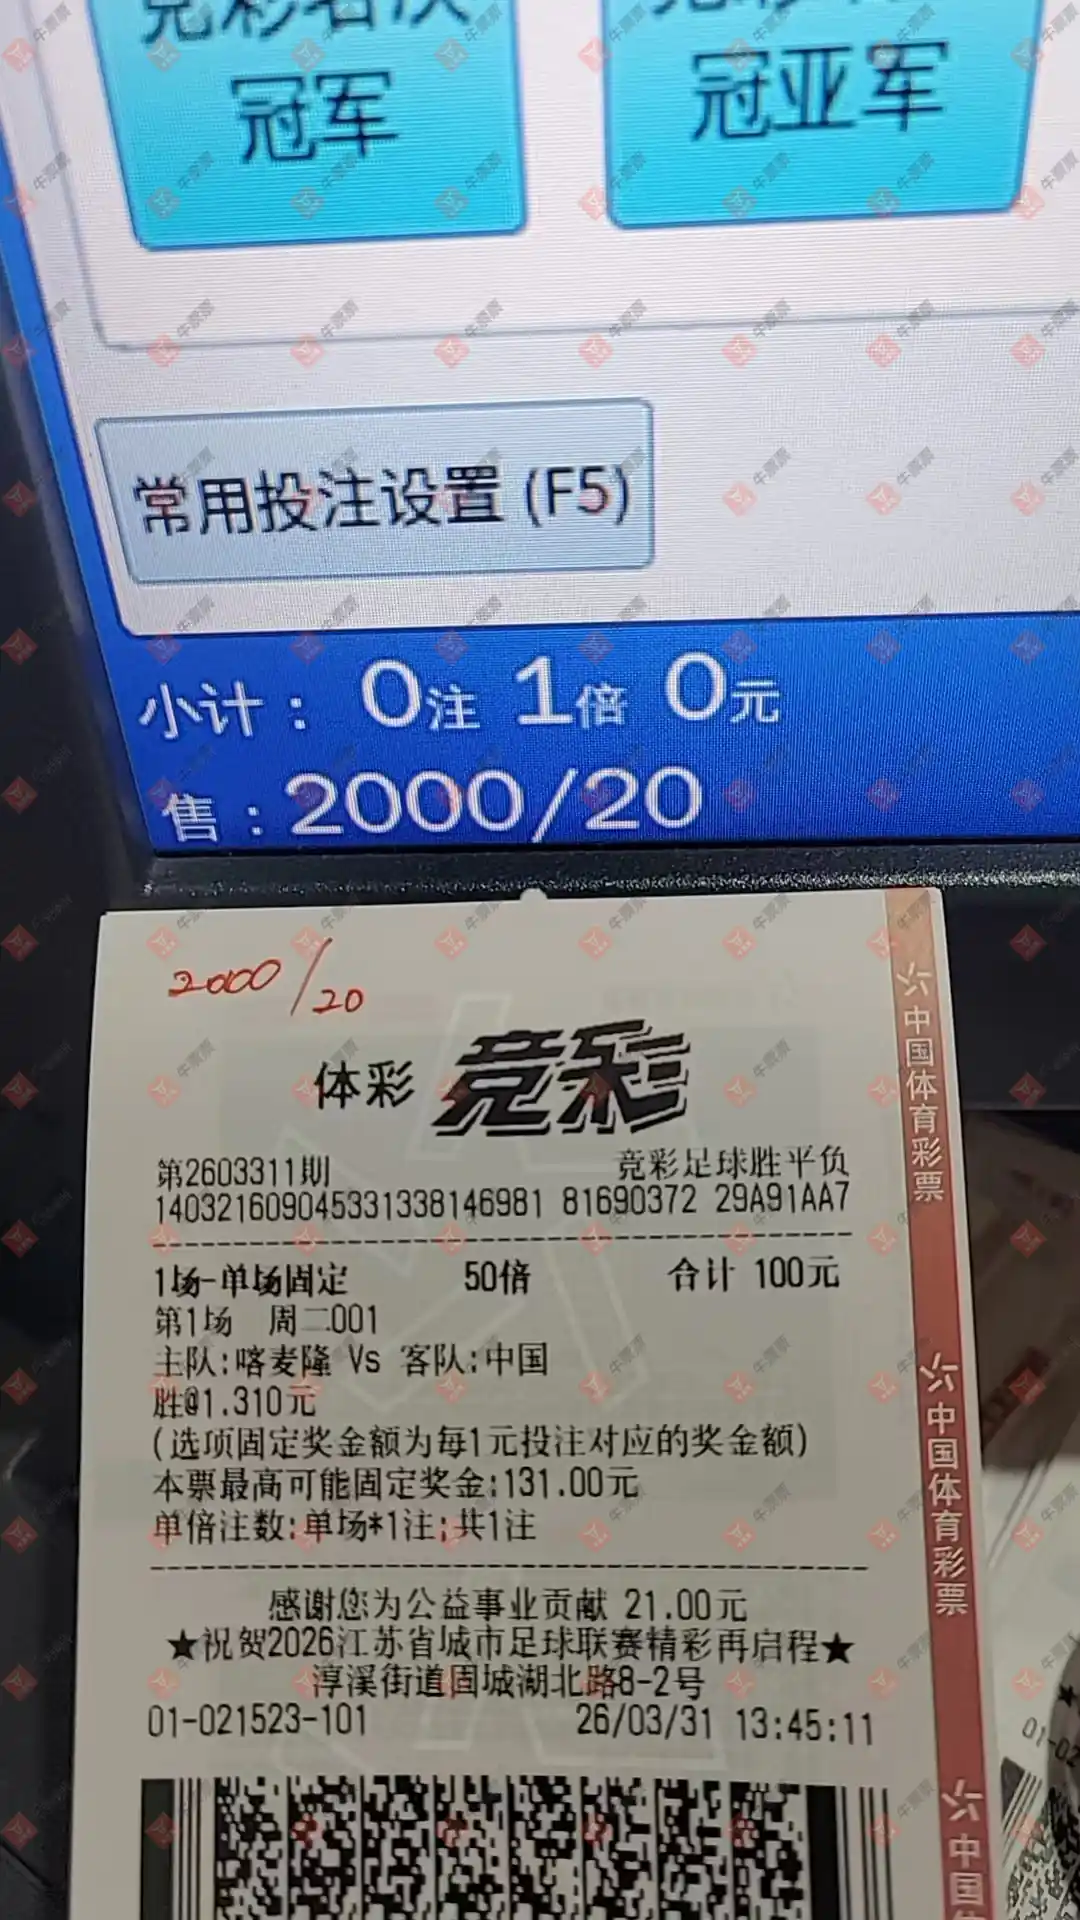 冠军
冠亚军
常用投注设置 (F5)
小计： 0注 1倍 0元
售：2000/20
2000/20
体彩 竞彩
第2603311期 竞彩足球胜平负
140321609045331338146981 81690372 29A91AA7
1场-单场固定 50倍 合计 100元
第1场 周二001
主队:喀麦隆 Vs 客队:中国
胜@1.310元
(选项固定奖金额为每1元投注对应的奖金额)
本票最高可能固定奖金:131.00元
单倍注数:单场*1注;共1注
感谢您为公益事业贡献 21.00元
★祝贺2026江苏省城市足球联赛精彩再启程★
淳溪街道固城湖北路8-2号
01-021523-101 26/03/31 13:45:11
中国体育彩票
中国体育彩票
中国
牛票票